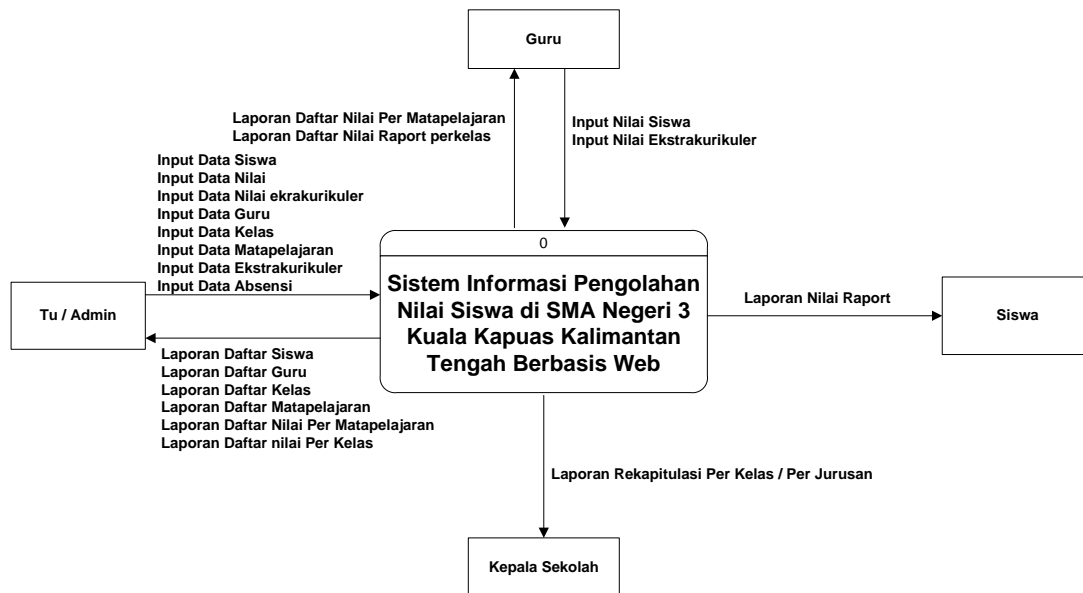 Guru
Laporan Daftar Nilai Per Matapelajaran
Laporan Daftar Nilai Raport perkelas
Input Nilai Siswa
Input Nilai Ekstrakurikuler
Input Data Siswa
Input Data Nilai
Input Data Nilai ekrakurikuler
Input Data Guru
Input Data Kelas
Input Data Matapelajaran
Input Data Ekstrakurikuler
Input Data Absensi
0
Sistem Informasi Pengolahan
Nilai Siswa di SMA Negeri 3
Kuala Kapuas Kalimantan
Tengah Berbasis Web
Tu / Admin
Laporan Nilai Raport
Siswa
Laporan Daftar Siswa
Laporan Daftar Guru
Laporan Daftar Kelas
Laporan Daftar Matapelajaran
Laporan Daftar Nilai Per Matapelajaran
Laporan Daftar nilai Per Kelas
Laporan Rekapitulasi Per Kelas / Per Jurusan
Kepala Sekolah